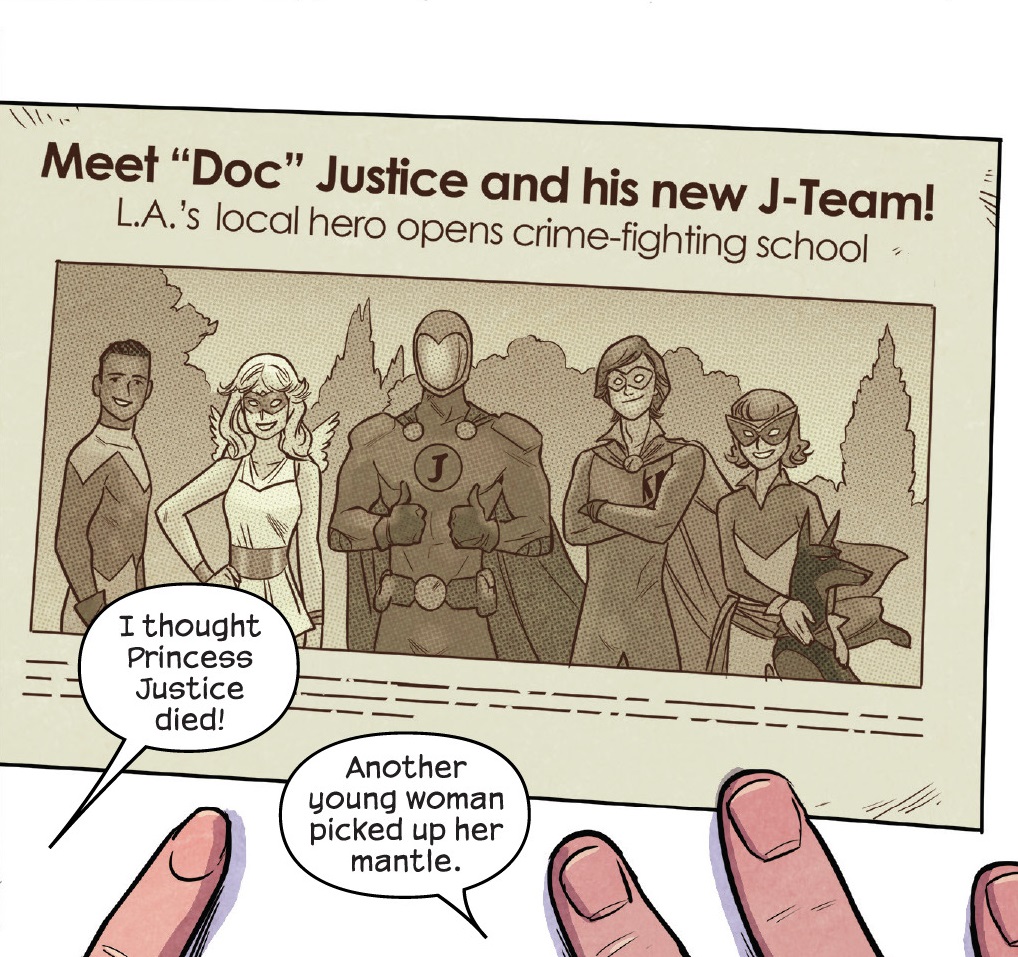 Meet “Doc” Justice and his new J-Team!
L.A.’s local hero opens crime-fighting school
J
KJ
I thought
Princess
Justice
died!
Another
young woman
picked up her
mantle.